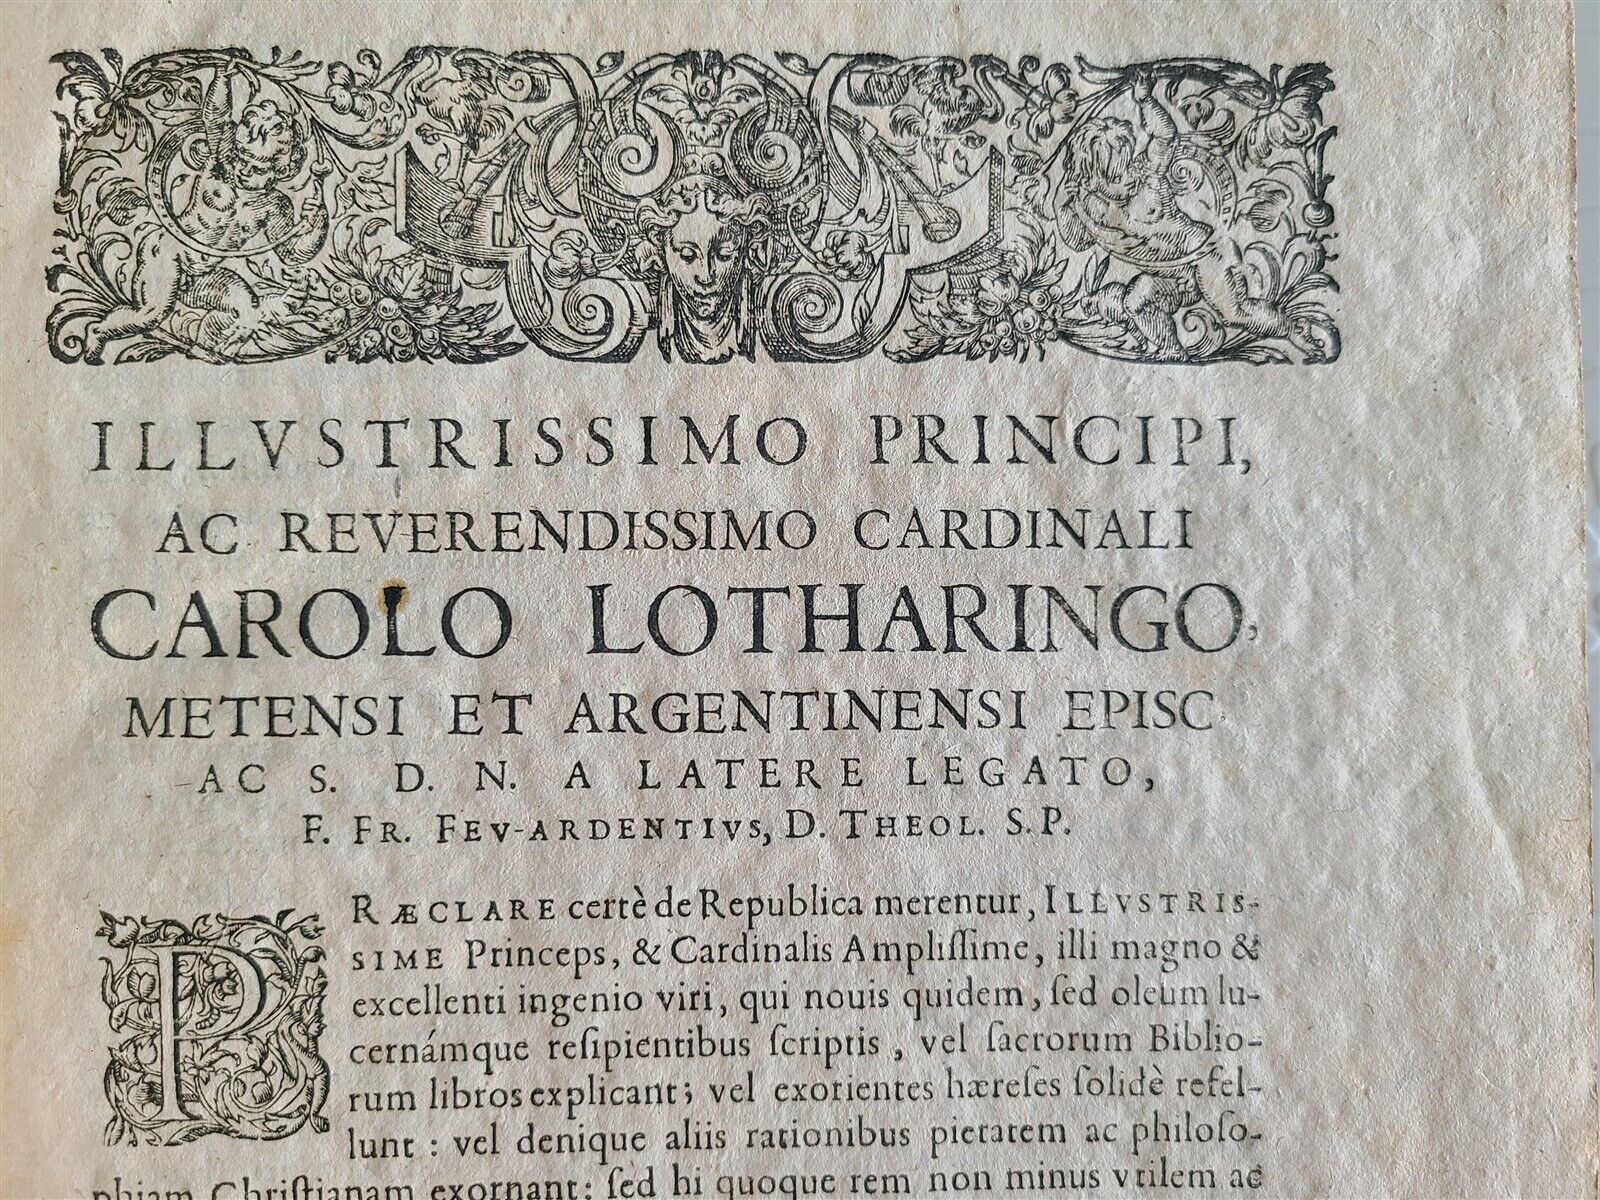 ILLVSTRISSIMO PRINCIPI,
AC REVERENDISSIMO CARDINALI
CAROLO LOTHARINGO,
METENSI ET ARGENTINENSI EPISC.
AC S. D. N. A LATERE LEGATO,
F. FR. FEV-ARDENTIVS, D. THEOL. S. P.
PRÆCLARE certè de Republica merentur, ILLVSTRIS-
SIME Princeps, & Cardinalis Ampliſſime, illi magno &
excellenti ingenio viri, qui nouis quidem, ſed oleum lu-
cernámque reſipientibus ſcriptis, vel ſacrorum Biblio-
rum libros explicant; vel exorientes hæreſes ſolidè refel-
lunt: vel denique aliis rationibus pietatem ac philoſo-
phiam Chriſtianam exornant: ſed hi quoque rem non minus vtilem ac